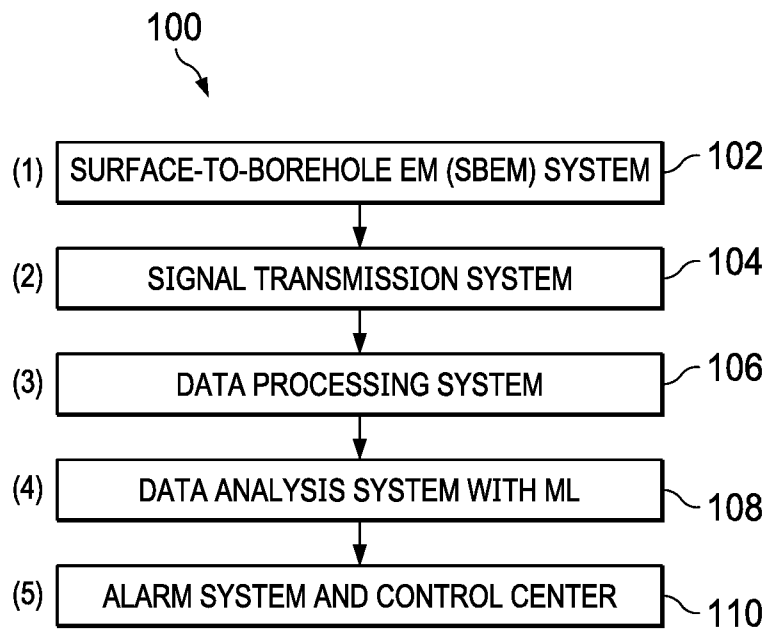 100
(1) SURFACE-TO-BOREHOLE EM (SBEM) SYSTEM 102
(2) SIGNAL TRANSMISSION SYSTEM 104
(3) DATA PROCESSING SYSTEM 106
(4) DATA ANALYSIS SYSTEM WITH ML 108
(5) ALARM SYSTEM AND CONTROL CENTER 110